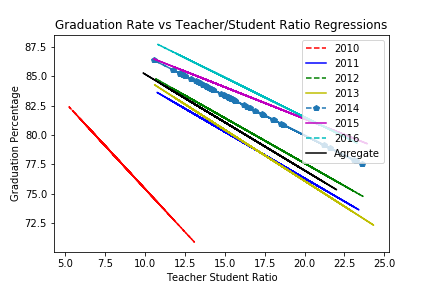 Graduation Rate vs Teacher/Student Ratio Regressions
87.5
85.0
82.5
80.0
77.5
75.0
72.5
Graduation Percentage
2010
2011
2012
2013
2014
2015
2016
Agregate
5.0 7.5 10.0 12.5 15.0 17.5 20.0 22.5 25.0
Teacher Student Ratio